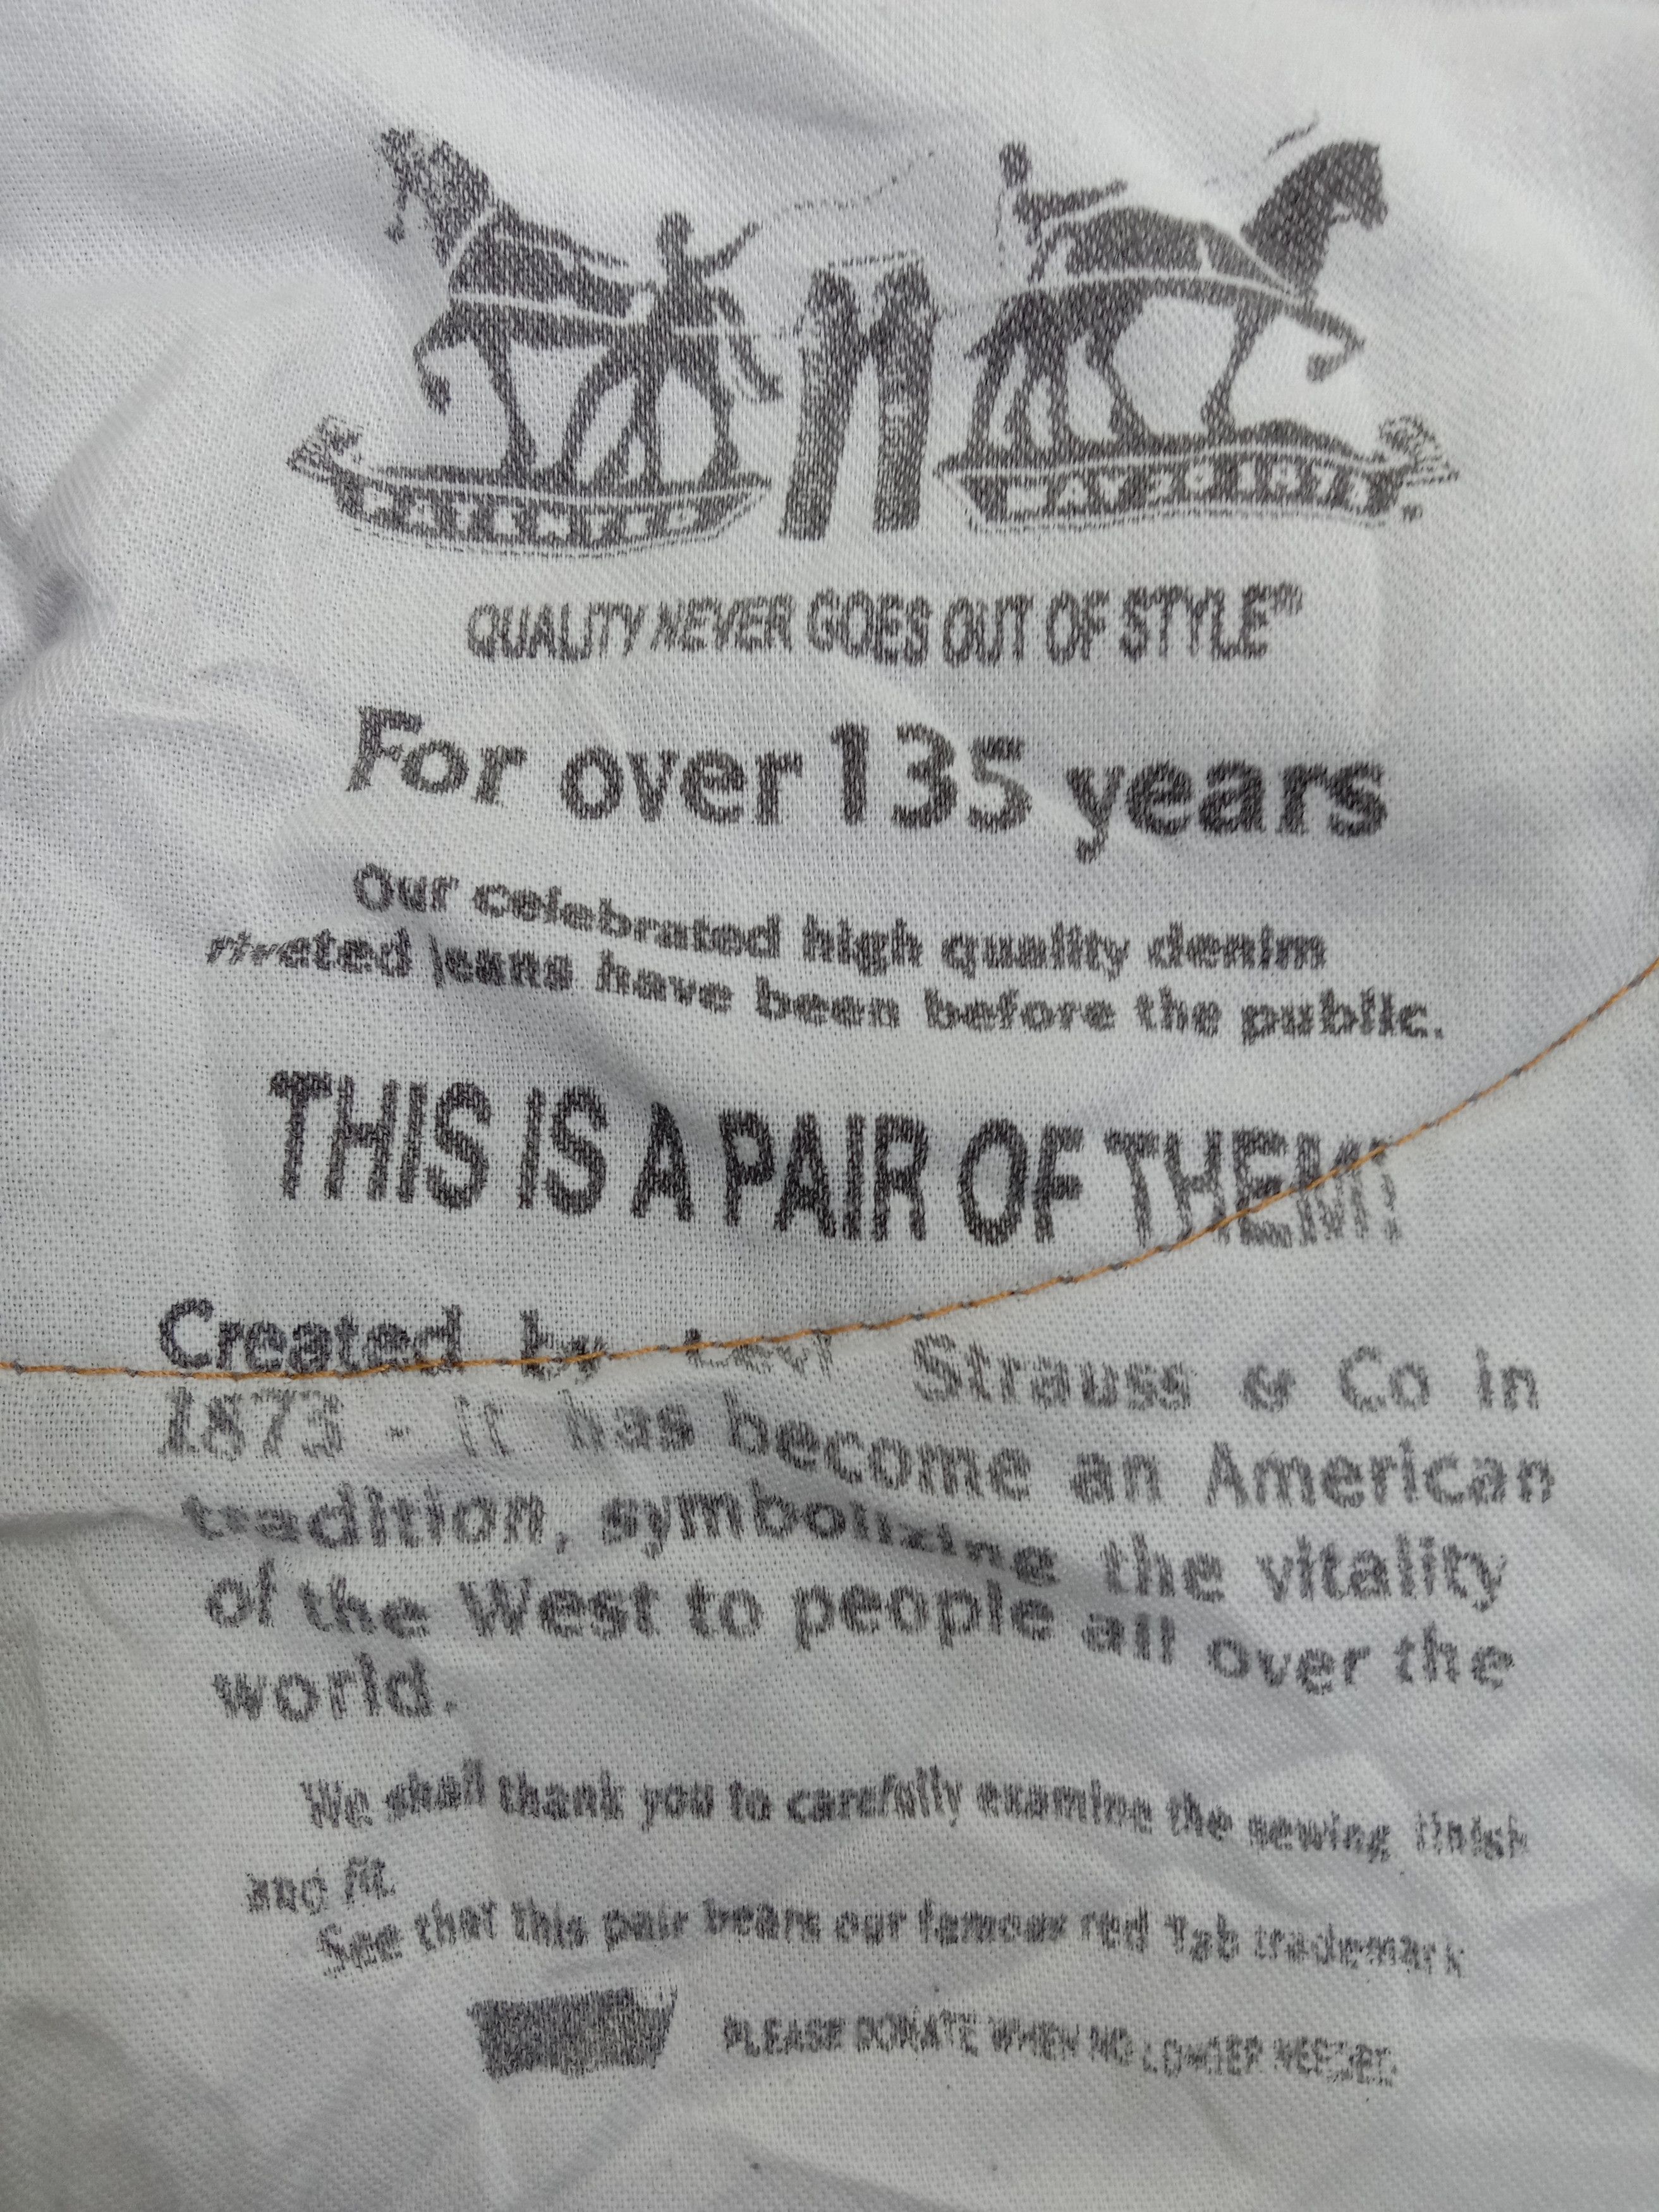 PATENTED MAY 20 1873
QUALITY NEVER GOES OUT OF STYLE®
For over 135 years
Our celebrated high quality denim
riveted jeans have been before the public.
THIS IS A PAIR OF THEM!
Created by Levi Strauss & Co in
1873 - It has become an American
tradition, symbolizing the vitality
of the West to people all over the
world.
We shall thank you to carefully examine the sewing finish
and fit.
See that this pair bears our famous red Tab trademark
PLEASE DONATE WHEN NO LONGER NEEDED